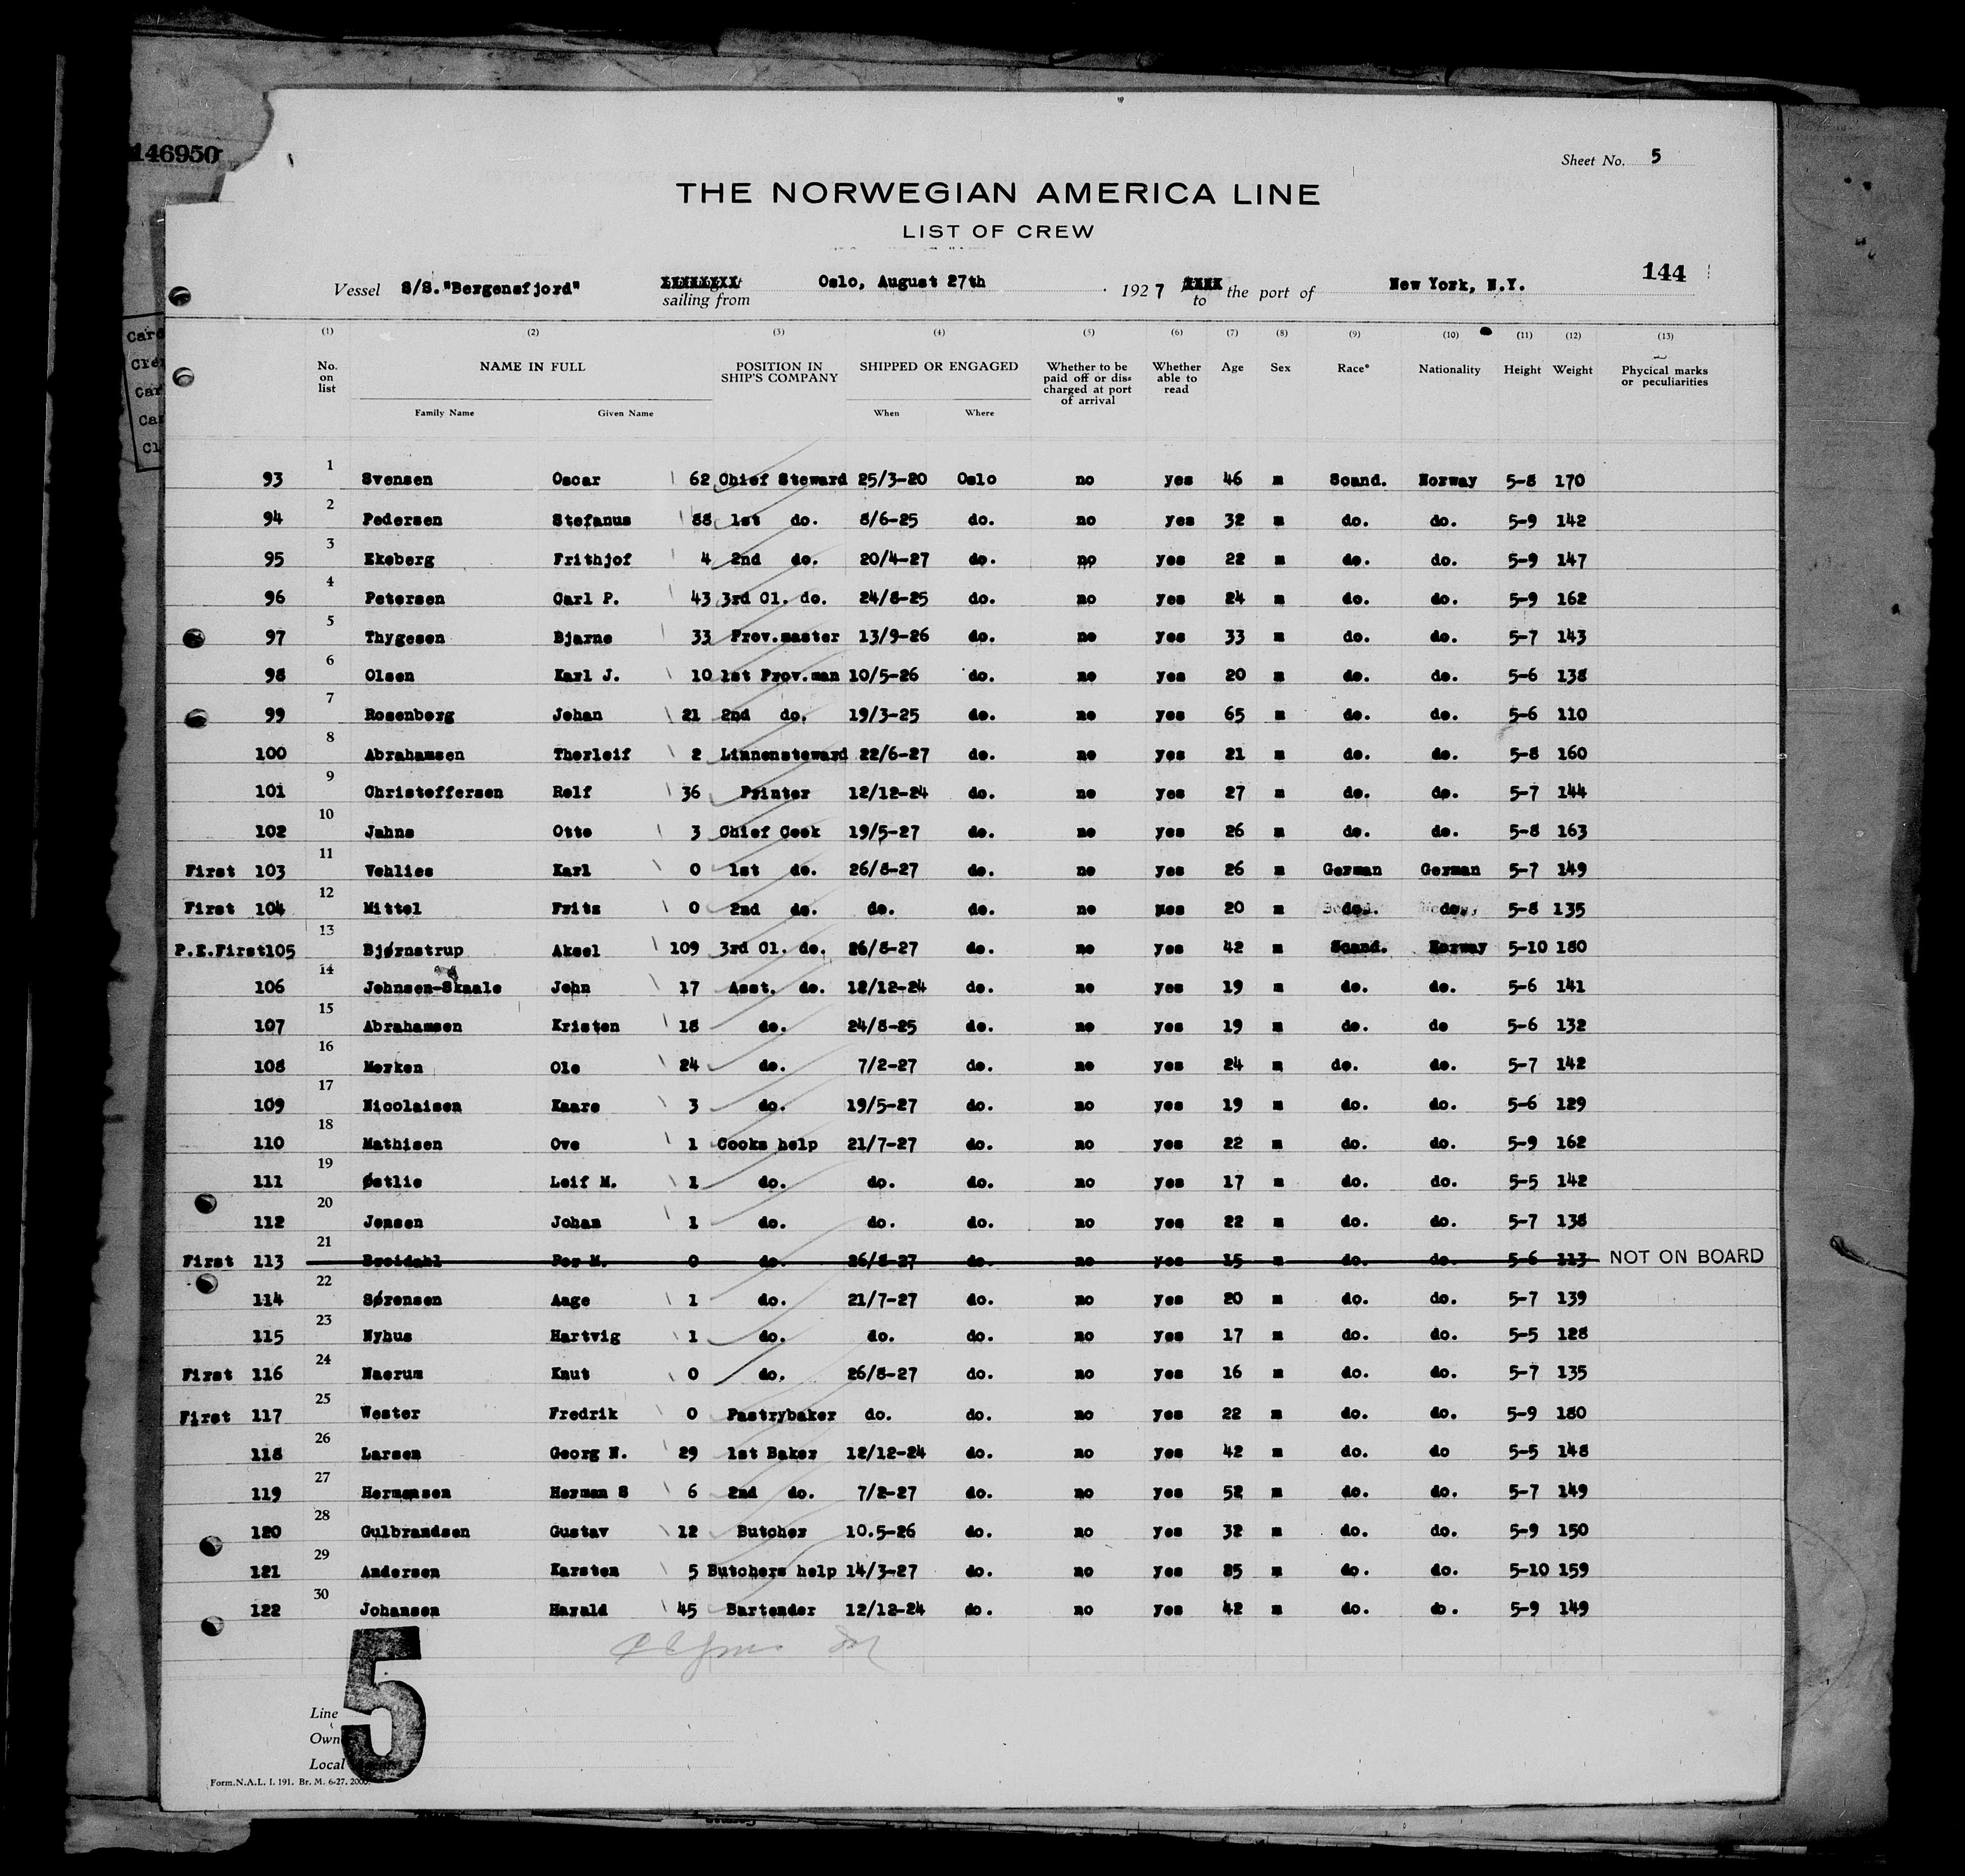 146950
Sheet No. 5
THE NORWEGIAN AMERICA LINE
LIST OF CREW
144
Vessel S/S."Bergensfjord" sailing from Oslo, August 27th 1927 to the port of New York, N.Y.
(1) (2) (3) (4) (5) (6) (7) (8) (9) (10) (11) (12) (13)
No. on list NAME IN FULL POSITION IN SHIP'S COMPANY SHIPPED OR ENGAGED Whether to be paid off or discharged at port of arrival Whether able to read Age Sex Race* Nationality Height Weight Phycical marks or peculiarities
Family Name Given Name When Where
93 1 Svensen Oscar 62 Chief Steward 25/3-20 Oslo no yes 46 m Scand. Norway 5-8 170
94 2 Pedersen Stefanus 88 1st do. 8/6-25 do. no yes 32 m do. do. 5-9 142
95 3 Ekeberg Frithjof 4 2nd do. 20/4-27 do. no yes 22 m do. do. 5-9 147
96 4 Petersen Carl P. 43 3rd Cl. do. 24/8-25 do. no yes 24 m do. do. 5-9 162
97 5 Thygesen Bjarne 33 Prov.master 13/9-26 do. no yes 33 m do. do. 5-7 143
98 6 Olsen Karl J. 10 1st Prov.man 10/5-26 do. no yes 20 m do. do. 5-6 138
99 7 Rosenberg Johan 21 2nd do. 19/3-25 do. no yes 65 m do. do. 5-6 110
100 8 Abrahamsen Thorleif 2 Linnensteward 22/6-27 do. no yes 21 m do. do. 5-8 160
101 9 Christoffersen Rolf 36 Printer 12/12-24 do. no yes 27 m do. do. 5-7 144
102 10 Jahns Otto 3 Chief Cook 19/5-27 do. no yes 26 m do. do. 5-8 163
First 103 11 Vehlies Karl 0 1st do. 26/8-27 do. no yes 26 m German German 5-7 149
First 104 12 Mittel Fritz 0 2nd do. do. do. no yes 20 m do. do. 5-8 135
P.E.First 105 13 Bjørnstrup Aksel 109 3rd Cl. do. 26/8-27 do. no yes 42 m Scand. Norway 5-10 180
106 14 Johnsen-Skaale John 17 Asst. do. 12/12-24 do. no yes 19 m do. do. 5-6 141
107 15 Abrahamsen Kristen 18 do. 24/8-25 do. no yes 19 m do. do 5-6 132
108 16 Morken Ole 24 do. 7/2-27 do. no yes 24 m do. do. 5-7 142
109 17 Nicolaisen Kaare 3 do. 19/5-27 do. no yes 19 m do. do. 5-6 129
110 18 Mathisen Ove 1 Cooks help 21/7-27 do. no yes 22 m do. do. 5-9 162
111 19 Østlie Leif M. 1 do. do. do. no yes 17 m do. do. 5-5 142
112 20 Jensen Johan 1 do. do. do. no yes 22 m do. do. 5-7 138
First 113 21 Breidahl Per M. 0 do. 26/8-27 do. no yes 15 m do. do. 5-6 113 NOT ON BOARD
114 22 Sørensen Aage 1 do. 21/7-27 do. no yes 20 m do. do. 5-7 139
115 23 Nyhus Hartvig 1 do. do. do. no yes 17 m do. do. 5-5 128
First 116 24 Naerum Knut 0 do. 26/8-27 do. no yes 16 m do. do. 5-7 135
First 117 25 Wester Fredrik 0 Pastrybaker do. do. no yes 22 m do. do. 5-9 180
118 26 Larsen Georg N. 29 1st Baker 12/12-24 do. no yes 42 m do. do 5-5 148
119 27 Hermansen Herman S 6 2nd do. 7/2-27 do. no yes 52 m do. do. 5-7 149
120 28 Gulbrandsen Gustav 12 Butcher 10.5-26 do. no yes 32 m do. do. 5-9 150
121 29 Andersen Karsten 5 Butchers help 14/3-27 do. no yes 25 m do. do. 5-10 159
122 30 Johansen Harald 45 Bartender 12/12-24 do. no yes 42 m do. do. 5-9 149
5
Line
Own
Local
Form.N.A.L. I. 191. Br. M. 6-27. 2000.